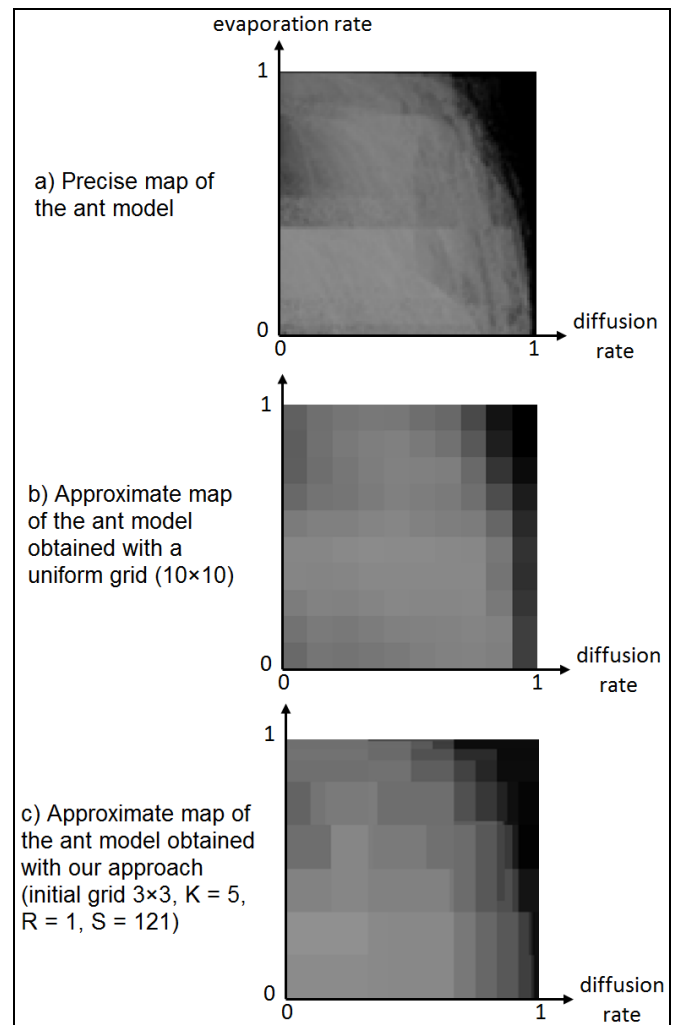 evaporation rate
1
a) Precise map of
the ant model
0
diffusion
rate
0
1
1
b) Approximate map
of the ant model
obtained with a
uniform grid (10×10)
0
diffusion
rate
0
1
1
c) Approximate map of
the ant model obtained
with our approach
(initial grid 3×3, K = 5,
R = 1, S = 121)
0
diffusion
rate
0
1